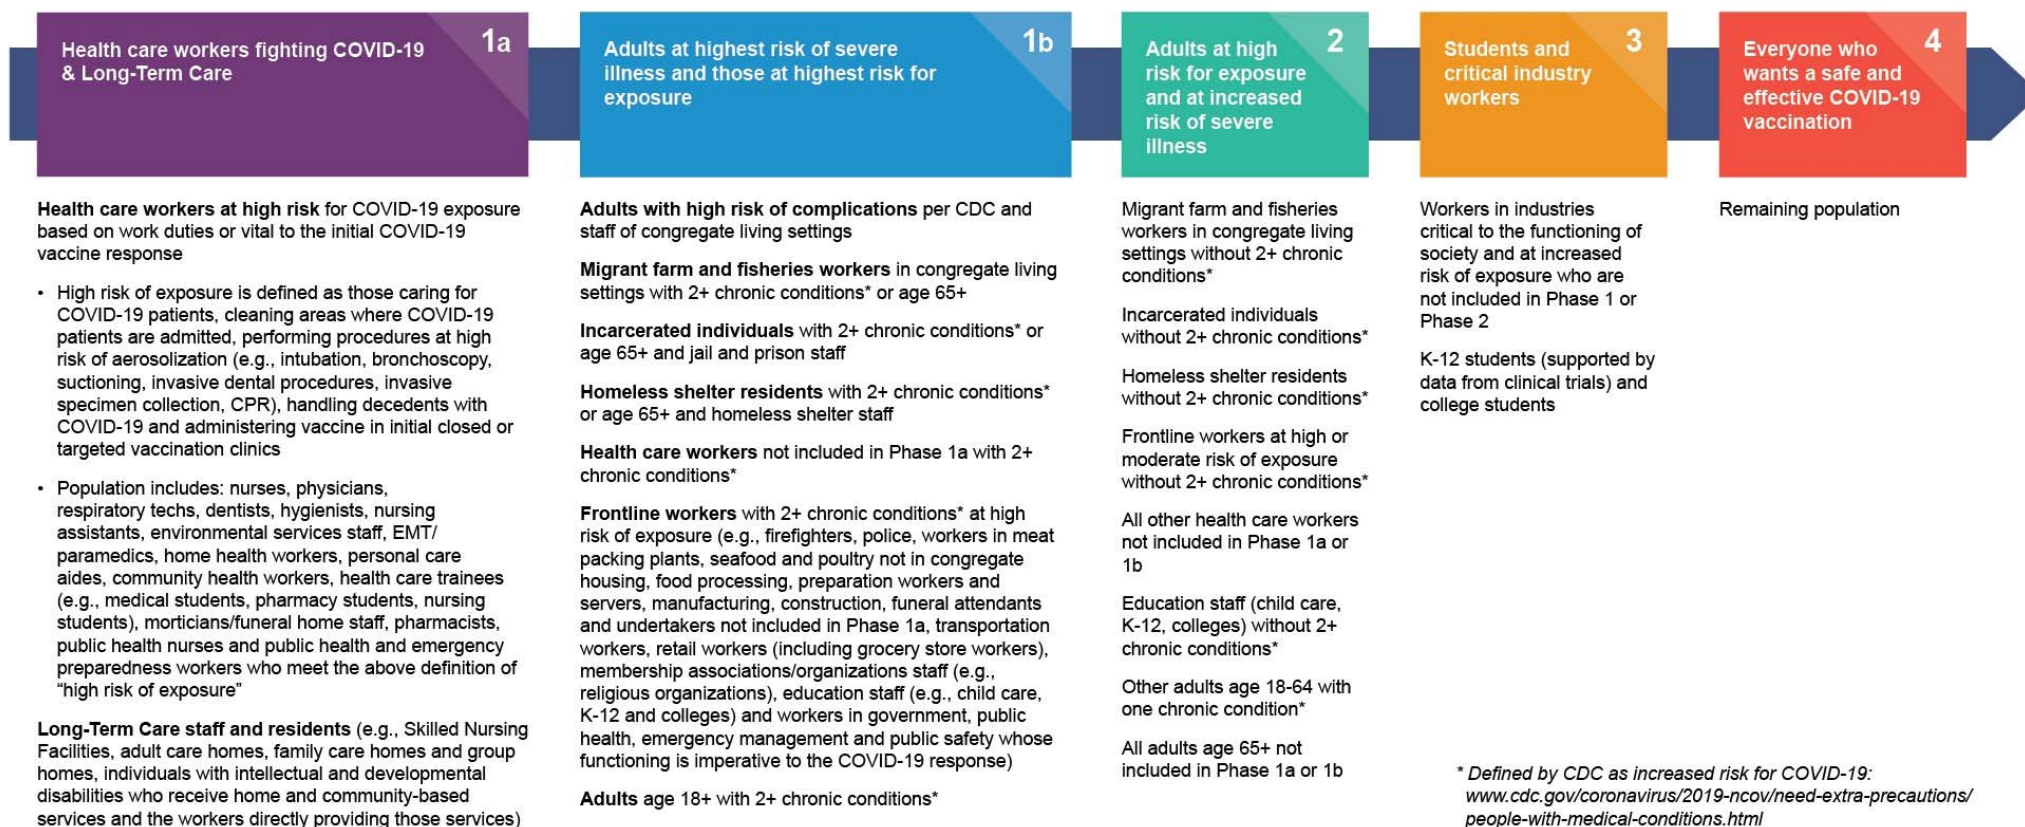 Health care workers fighting COVID-19
& Long-Term Care
1a
Health care workers at high risk for COVID-19 exposure
based on work duties or vital to the initial COVID-19
vaccine response
• High risk of exposure is defined as those caring for
COVID-19 patients, cleaning areas where COVID-19
patients are admitted, performing procedures at high
risk of aerosolization (e.g., intubation, bronchoscopy,
suctioning, invasive dental procedures, invasive
specimen collection, CPR), handling decedents with
COVID-19 and administering vaccine in initial closed or
targeted vaccination clinics
• Population includes: nurses, physicians,
respiratory techs, dentists, hygienists, nursing
assistants, environmental services staff, EMT/
paramedics, home health workers, personal care
aides, community health workers, health care trainees
(e.g., medical students, pharmacy students, nursing
students), morticians/funeral home staff, pharmacists,
public health nurses and public health and emergency
preparedness workers who meet the above definition of
“high risk of exposure”
Long-Term Care staff and residents (e.g., Skilled Nursing
Facilities, adult care homes, family care homes and group
homes, individuals with intellectual and developmental
disabilities who receive home and community-based
services and the workers directly providing those services)
Adults at highest risk of severe
illness and those at highest risk for
exposure
1b
Adults with high risk of complications per CDC and
staff of congregate living settings
Migrant farm and fisheries workers in congregate living
settings with 2+ chronic conditions* or age 65+
Incarcerated individuals with 2+ chronic conditions* or
age 65+ and jail and prison staff
Homeless shelter residents with 2+ chronic conditions*
or age 65+ and homeless shelter staff
Health care workers not included in Phase 1a with 2+
chronic conditions*
Frontline workers with 2+ chronic conditions* at high
risk of exposure (e.g., firefighters, police, workers in meat
packing plants, seafood and poultry not in congregate
housing, food processing, preparation workers and
servers, manufacturing, construction, funeral attendants
and undertakers not included in Phase 1a, transportation
workers, retail workers (including grocery store workers),
membership associations/organizations staff (e.g.,
religious organizations), education staff (e.g., child care,
K-12 and colleges) and workers in government, public
health, emergency management and public safety whose
functioning is imperative to the COVID-19 response)
Adults age 18+ with 2+ chronic conditions*
Adults at high
risk for exposure
and at increased
risk of severe
illness
2
Migrant farm and fisheries
workers in congregate living
settings without 2+ chronic
conditions*
Incarcerated individuals
without 2+ chronic conditions*
Homeless shelter residents
without 2+ chronic conditions*
Frontline workers at high or
moderate risk of exposure
without 2+ chronic conditions*
All other health care workers
not included in Phase 1a or
1b
Education staff (child care,
K-12, colleges) without 2+
chronic conditions*
Other adults age 18-64 with
one chronic condition*
All adults age 65+ not
included in Phase 1a or 1b
Students and
critical industry
workers
3
Workers in industries
critical to the functioning of
society and at increased
risk of exposure who are
not included in Phase 1 or
Phase 2
K-12 students (supported by
data from clinical trials) and
college students
Everyone who
wants a safe and
effective COVID-19
vaccination
4
Remaining population
* Defined by CDC as increased risk for COVID-19:
www.cdc.gov/coronavirus/2019-ncov/need-extra-precautions/
people-with-medical-conditions.html